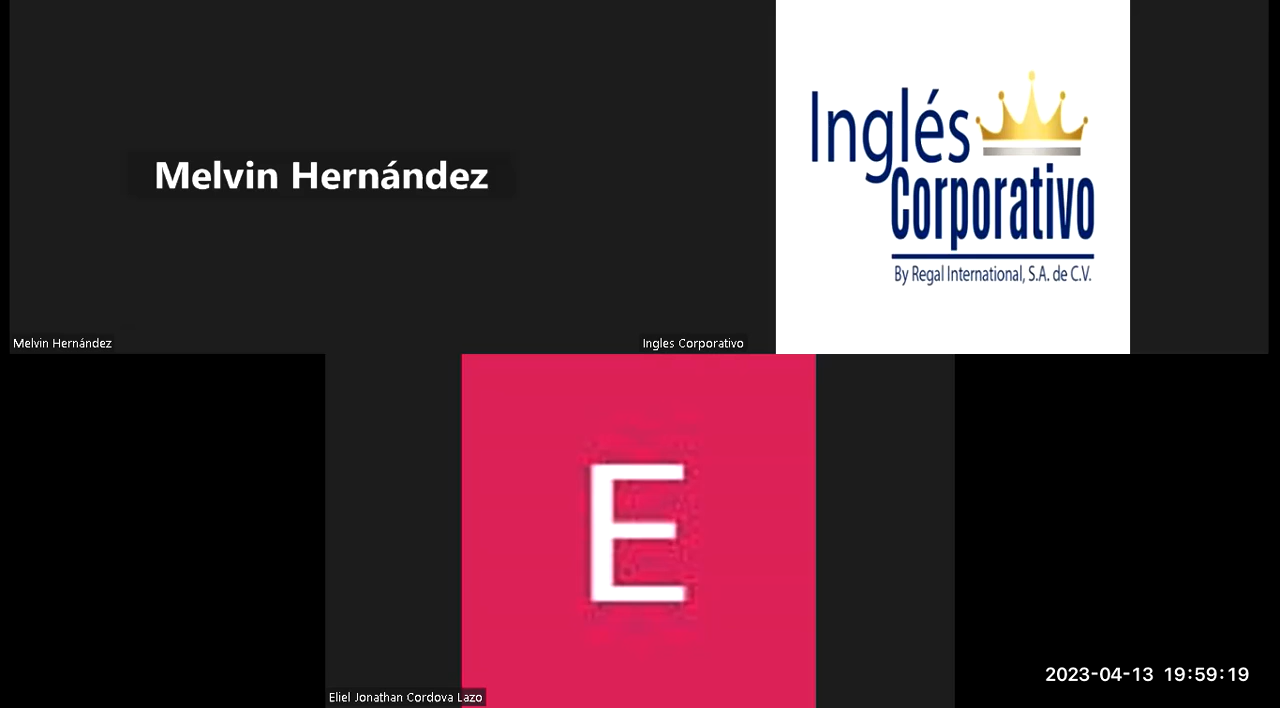 Melvin Hernández
Melvin Hernández
Inglés
Corporativo
By Regal International, S.A. de C.V.
Ingles Corporativo
E
Eliel Jonathan Cordova Lazo
2023-04-13 19:59:19